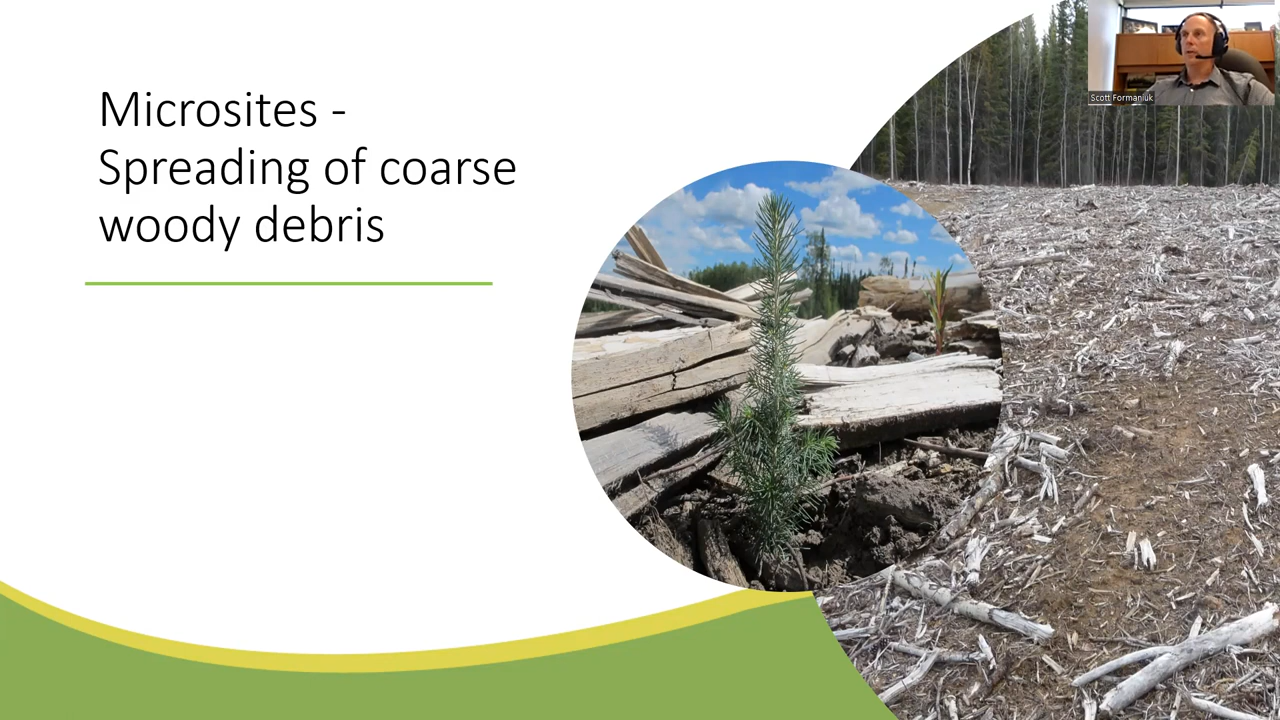 Microsites -
Spreading of coarse
woody debris
Scott Formaniuk